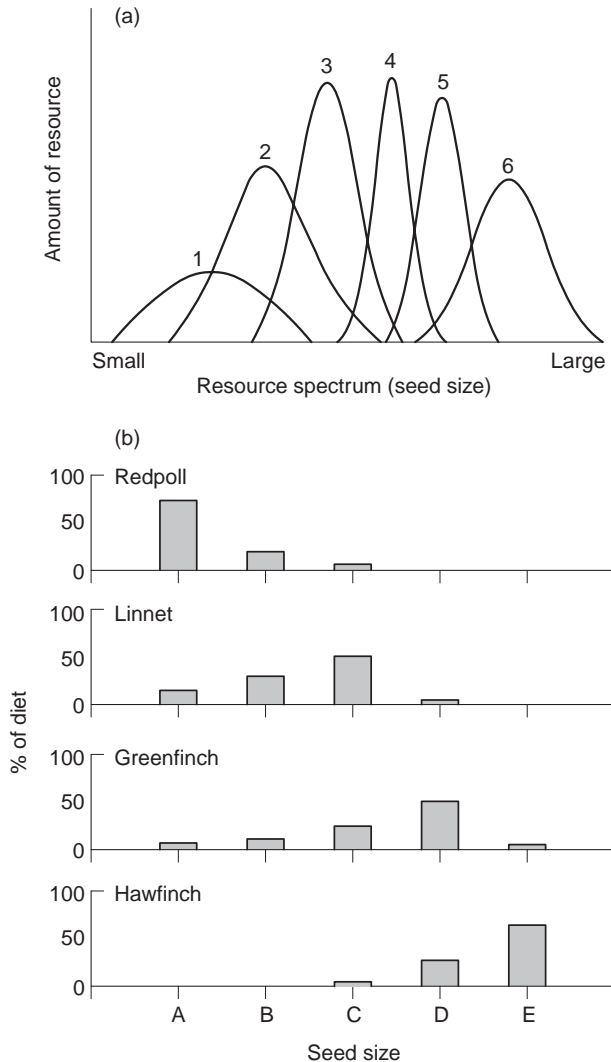 (a)
Amount of resource
1
2
3
4
5
6
Small
Large
Resource spectrum (seed size)
(b)
% of diet
Redpoll
100
50
0
Linnet
100
50
0
Greenfinch
100
50
0
Hawfinch
100
50
0
A B C D E
Seed size